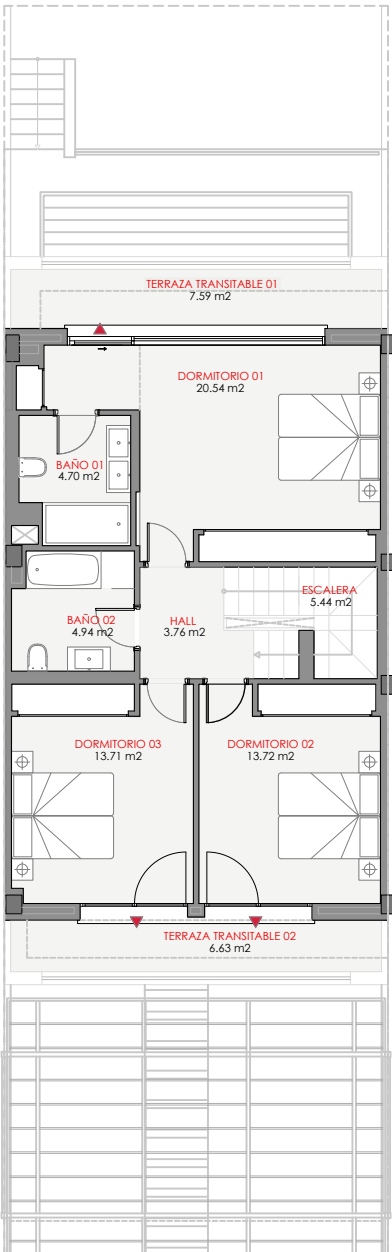 TERRAZA TRANSITABLE 01
7.59 m2
DORMITORIO 01
20.54 m2
BAÑO 01
4.70 m2
ESCALERA
5.44 m2
BAÑO 02
4.94 m2
HALL
3.76 m2
DORMITORIO 03
13.71 m2
DORMITORIO 02
13.72 m2
TERRAZA TRANSITABLE 02
6.63 m2